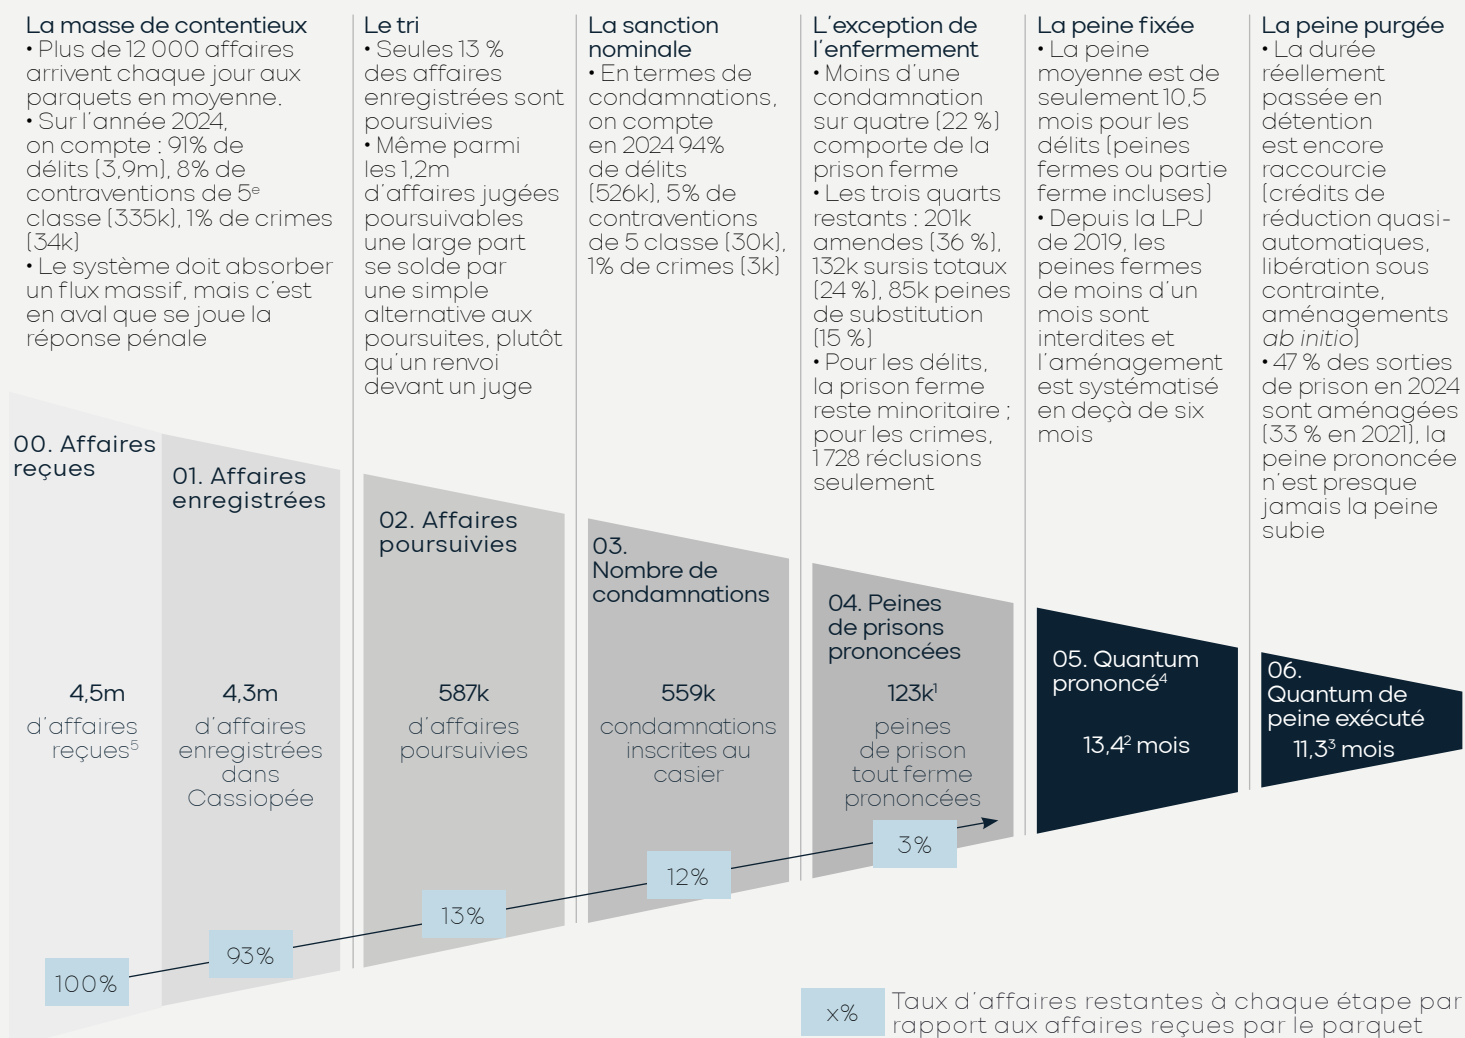 La masse de contentieux
• Plus de 12 000 affaires
arrivent chaque jour aux
parquets en moyenne.
• Sur l'année 2024,
on compte : 91% de
délits (3,9m), 8% de
contraventions de 5e
classe (335k), 1% de crimes
(34k)
• Le système doit absorber
un flux massif, mais c'est
en aval que se joue la
réponse pénale
Le tri
• Seules 13 %
des affaires
enregistrées sont
poursuivies
• Même parmi
les 1,2m
d'affaires jugées
poursuivables
une large part
se solde par
une simple
alternative aux
poursuites, plutôt
qu'un renvoi
devant un juge
La sanction
nominale
• En termes de
condamnations,
on compte
en 2024 94%
de délits
(526k), 5% de
contraventions
de 5 classe (30k),
1% de crimes (3k)
L'exception de
l'enfermement
• Moins d'une
condamnation
sur quatre (22 %)
comporte de la
prison ferme
• Les trois quarts
restants : 201k
amendes (36 %),
132k sursis totaux
(24 %), 85k peines
de substitution
(15 %)
• Pour les délits,
la prison ferme
reste minoritaire ;
pour les crimes,
1 728 réclusions
seulement
La peine fixée
• La peine
moyenne est de
seulement 10,5
mois pour les
délits (peines
fermes ou partie
ferme incluses)
• Depuis la LPJ
de 2019, les
peines fermes
de moins d'un
mois sont
interdites et
l'aménagement
est systématisé
en deçà de six
mois
La peine purgée
• La durée
réellement
passée en
détention
est encore
raccourcie
(crédits de
réduction quasi-
automatiques,
libération sous
contrainte,
aménagements
ab initio)
• 47 % des sorties
de prison en 2024
sont aménagées
(33 % en 2021), la
peine prononcée
n'est presque
jamais la peine
subie
00. Affaires
reçues
4,5m
d'affaires
reçues5
100%
01. Affaires
enregistrées
4,3m
d'affaires
enregistrées
dans
Cassiopée
93%
02. Affaires
poursuivies
587k
d'affaires
poursuivies
13%
03.
Nombre de
condamnations
559k
condamnations
inscrites au
casier
12%
04. Peines
de prisons
prononcées
123k1
peines
de prison
tout ferme
prononcées
3%
05. Quantum
prononcé4
13,42 mois
06.
Quantum de
peine exécuté
11,33 mois
x%
Taux d'affaires restantes à chaque étape par
rapport aux affaires reçues par le parquet